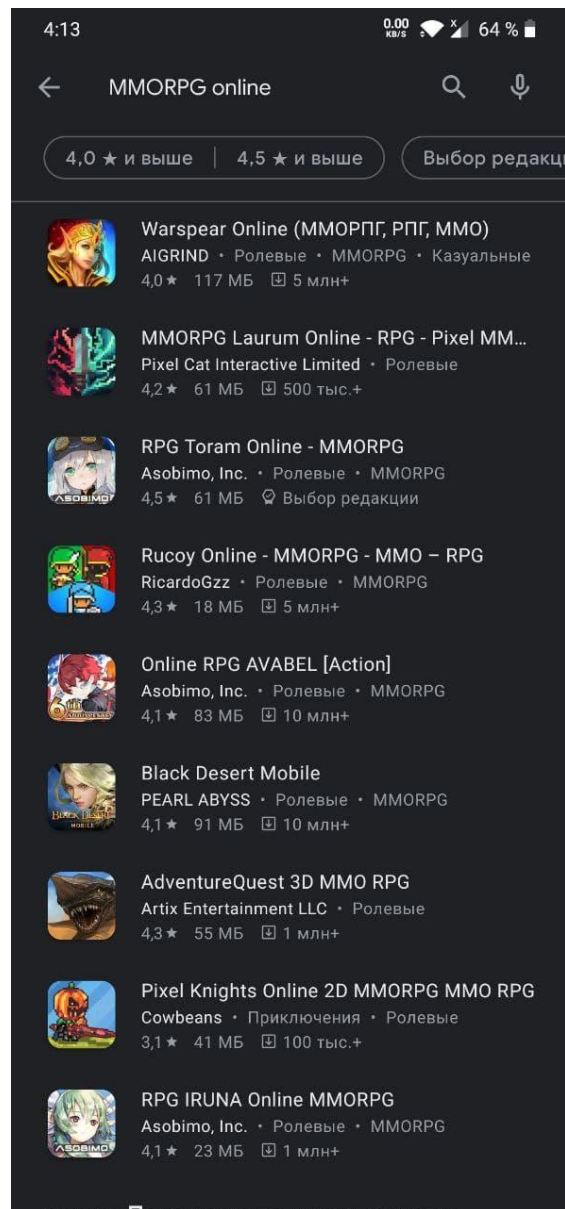 4:13 0.00 KB/S 64 %
MMORPG online
4,0 ★ и выше | 4,5 ★ и выше Выбор редакц
Warspear Online (ММОРПГ, РПГ, ММО)
AIGRIND • Ролевые • MMORPG • Казуальные
4,0 ★ 117 МБ 5 млн+
MMORPG Laurum Online - RPG - Pixel MM...
Pixel Cat Interactive Limited • Ролевые
4,2 ★ 61 МБ 500 тыс.+
ASOBIMO
RPG Toram Online - MMORPG
Asobimo, Inc. • Ролевые • MMORPG
4,5 ★ 61 МБ Выбор редакции
Rucoy Online - MMORPG - MMO – RPG
RicardoGzz • Ролевые • MMORPG
4,3 ★ 18 МБ 5 млн+
6TH ANNIVERSARY
Online RPG AVABEL [Action]
Asobimo, Inc. • Ролевые • MMORPG
4,1 ★ 83 МБ 10 млн+
BLACK DESERT MOBILE
Black Desert Mobile
PEARL ABYSS • Ролевые • MMORPG
4,1 ★ 91 МБ 10 млн+
AdventureQuest 3D MMO RPG
Artix Entertainment LLC • Ролевые
4,3 ★ 55 МБ 1 млн+
Pixel Knights Online 2D MMORPG MMO RPG
Cowbeans • Приключения • Ролевые
3,1 ★ 41 МБ 100 тыс.+
ASOBIMO
RPG IRUNA Online MMORPG
Asobimo, Inc. • Ролевые • MMORPG
4,1 ★ 23 МБ 1 млн+